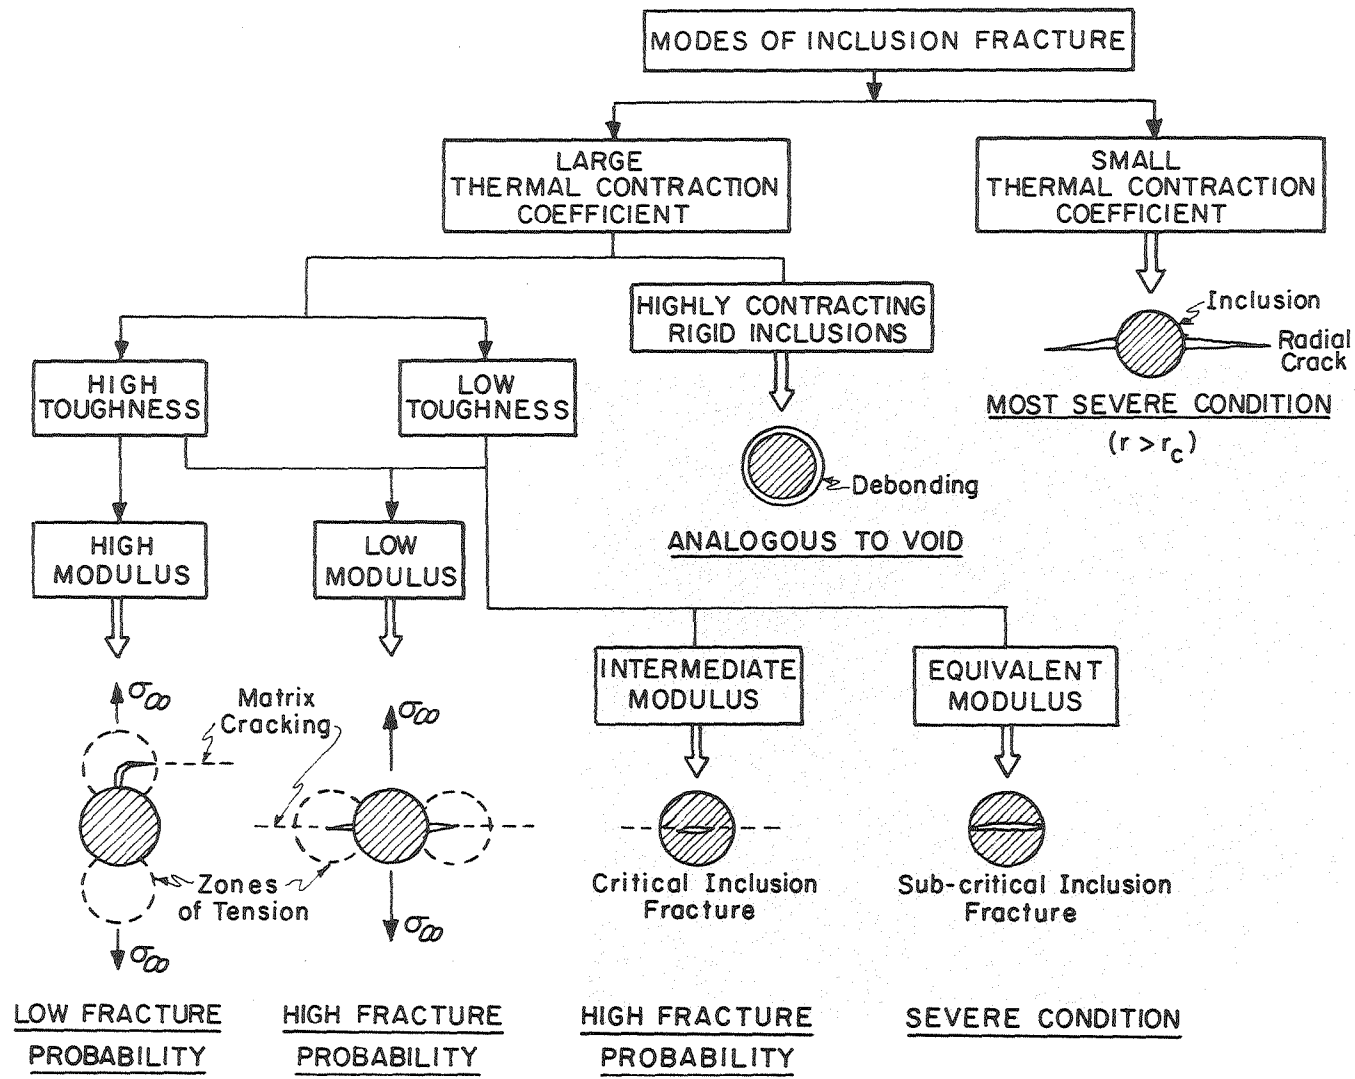 MODES OF INCLUSION FRACTURE
LARGE
THERMAL CONTRACTION
COEFFICIENT
SMALL
THERMAL CONTRACTION
COEFFICIENT
HIGHLY CONTRACTING
RIGID INCLUSIONS
Inclusion
Radial
Crack
MOST SEVERE CONDITION
(r > r_c)
HIGH
TOUGHNESS
LOW
TOUGHNESS
Debonding
ANALOGOUS TO VOID
HIGH
MODULUS
LOW
MODULUS
INTERMEDIATE
MODULUS
EQUIVALENT
MODULUS
σ∞
Matrix
Cracking
σ∞
Zones
of Tension
σ∞
σ∞
Critical Inclusion
Fracture
Sub-critical Inclusion
Fracture
LOW FRACTURE
PROBABILITY
HIGH FRACTURE
PROBABILITY
HIGH FRACTURE
PROBABILITY
SEVERE CONDITION